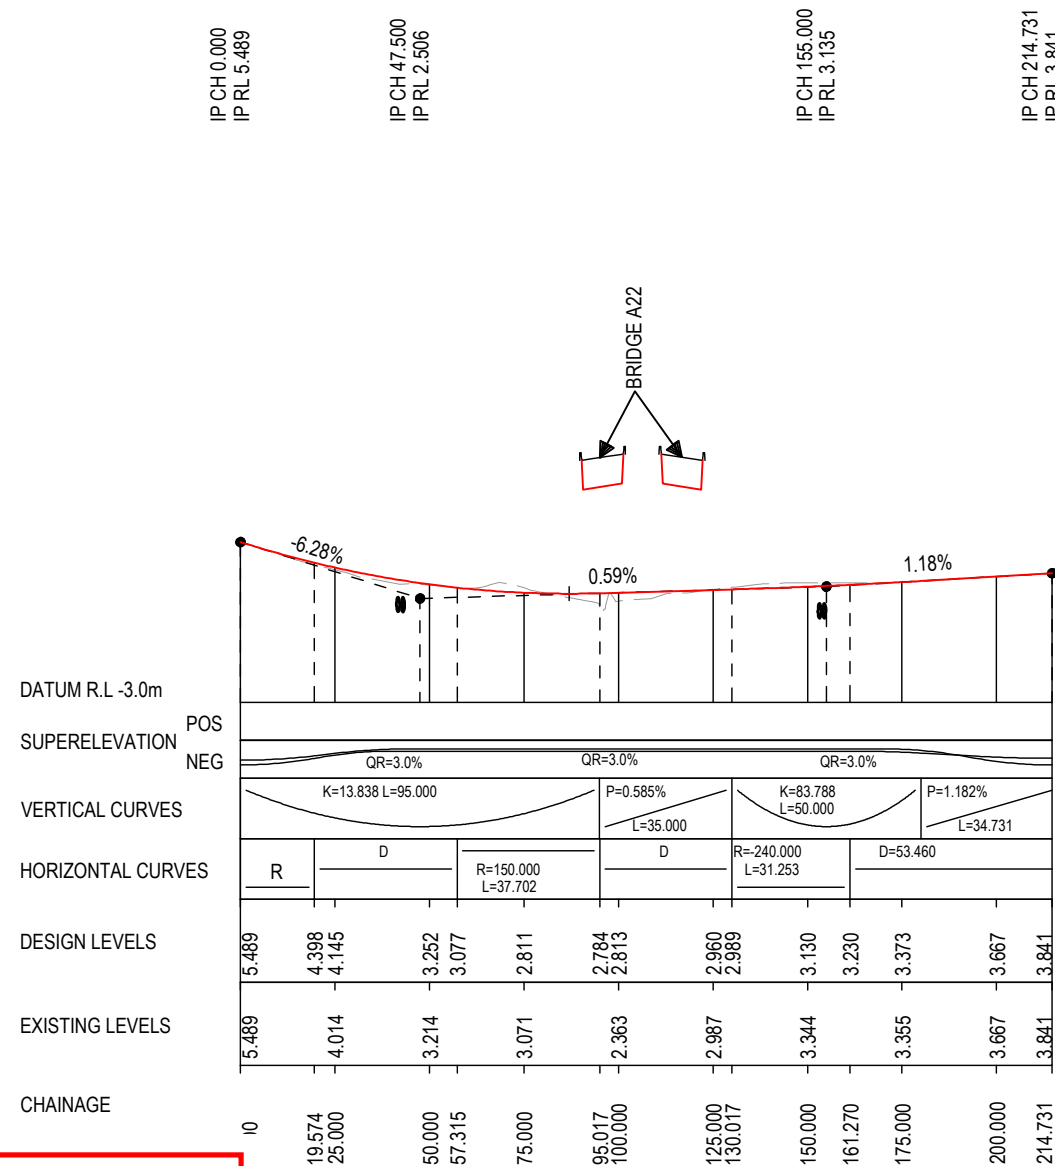 IP CH 0.000
IP RL 5.489
IP CH 47.500
IP RL 2.506
IP CH 155.000
IP RL 3.135
IP CH 214.731
IP RL 3.841
BRIDGE A22
-6.28%
0.59%
1.18%
DATUM R.L -3.0m
SUPERELEVATION
POS
NEG
QR=3.0%
QR=3.0%
QR=3.0%
VERTICAL CURVES
K=13.838 L=95.000
P=0.585%
L=35.000
K=83.788
L=50.000
P=1.182%
L=34.731
HORIZONTAL CURVES
R
D
R=150.000
L=37.702
D
R=-240.000
L=31.253
D=53.460
DESIGN LEVELS
5.489
4.398
4.145
3.252
3.077
2.811
2.784
2.813
2.960
2.989
3.130
3.230
3.373
3.667
3.841
EXISTING LEVELS
5.489
4.014
3.214
3.071
2.363
2.987
3.344
3.355
3.667
3.841
CHAINAGE
19.574
25.000
50.000
57.315
75.000
95.017
100.000
125.000
130.017
150.000
161.270
175.000
200.000
214.731